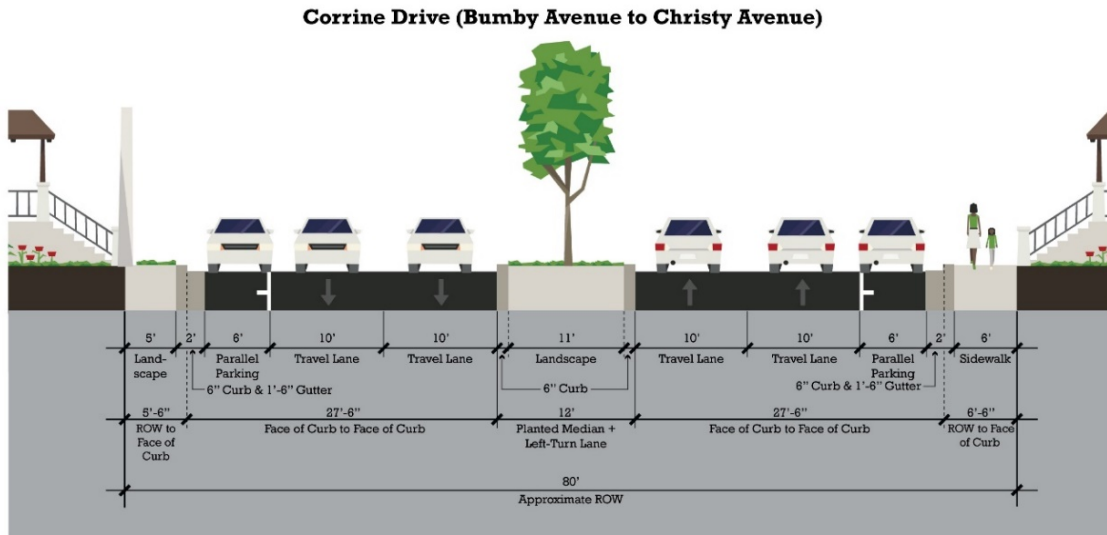 Corrine Drive (Bumby Avenue to Christy Avenue)
5' 2' 6' 10' 10' 11' 10' 10' 6' 2' 6'
Land-
scape
Parallel
Parking
Travel Lane
Travel Lane
Landscape
Travel Lane
Travel Lane
Parallel
Parking
Sidewalk
6" Curb & 1'-6" Gutter
6" Curb
6" Curb & 1'-6" Gutter
5'-6" 27'-6" 12' 27'-6" 6'-6"
ROW to
Face of
Curb
Face of Curb to Face of Curb
Planted Median +
Left-Turn Lane
Face of Curb to Face of Curb
ROW to Face
of Curb
80'
Approximate ROW